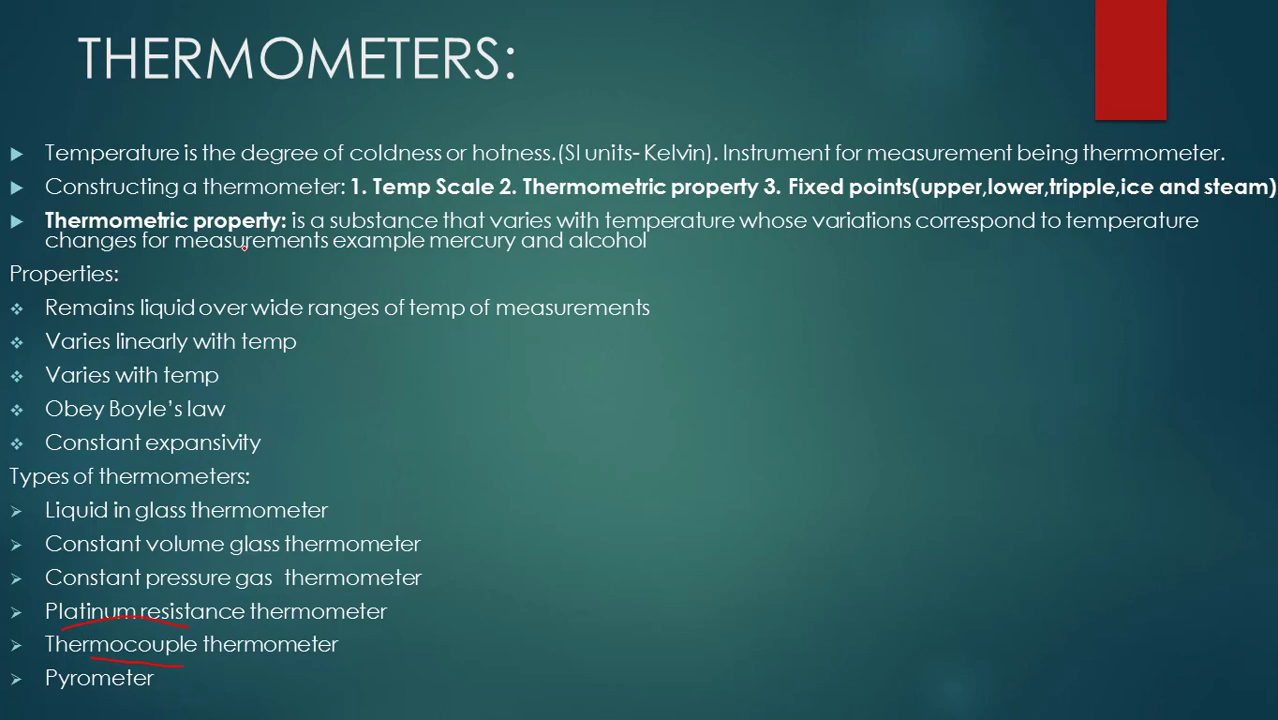 THERMOMETERS:
Temperature is the degree of coldness or hotness.(SI units- Kelvin). Instrument for measurement being thermometer.
Constructing a thermometer: 1. Temp Scale 2. Thermometric property 3. Fixed points(upper,lower,tripple,ice and steam)
Thermometric property: is a substance that varies with temperature whose variations correspond to temperature
changes for measurements example mercury and alcohol
Properties:
Remains liquid over wide ranges of temp of measurements
Varies linearly with temp
Varies with temp
Obey Boyle's law
Constant expansivity
Types of thermometers:
Liquid in glass thermometer
Constant volume glass thermometer
Constant pressure gas thermometer
Platinum resistance thermometer
Thermocouple thermometer
Pyrometer